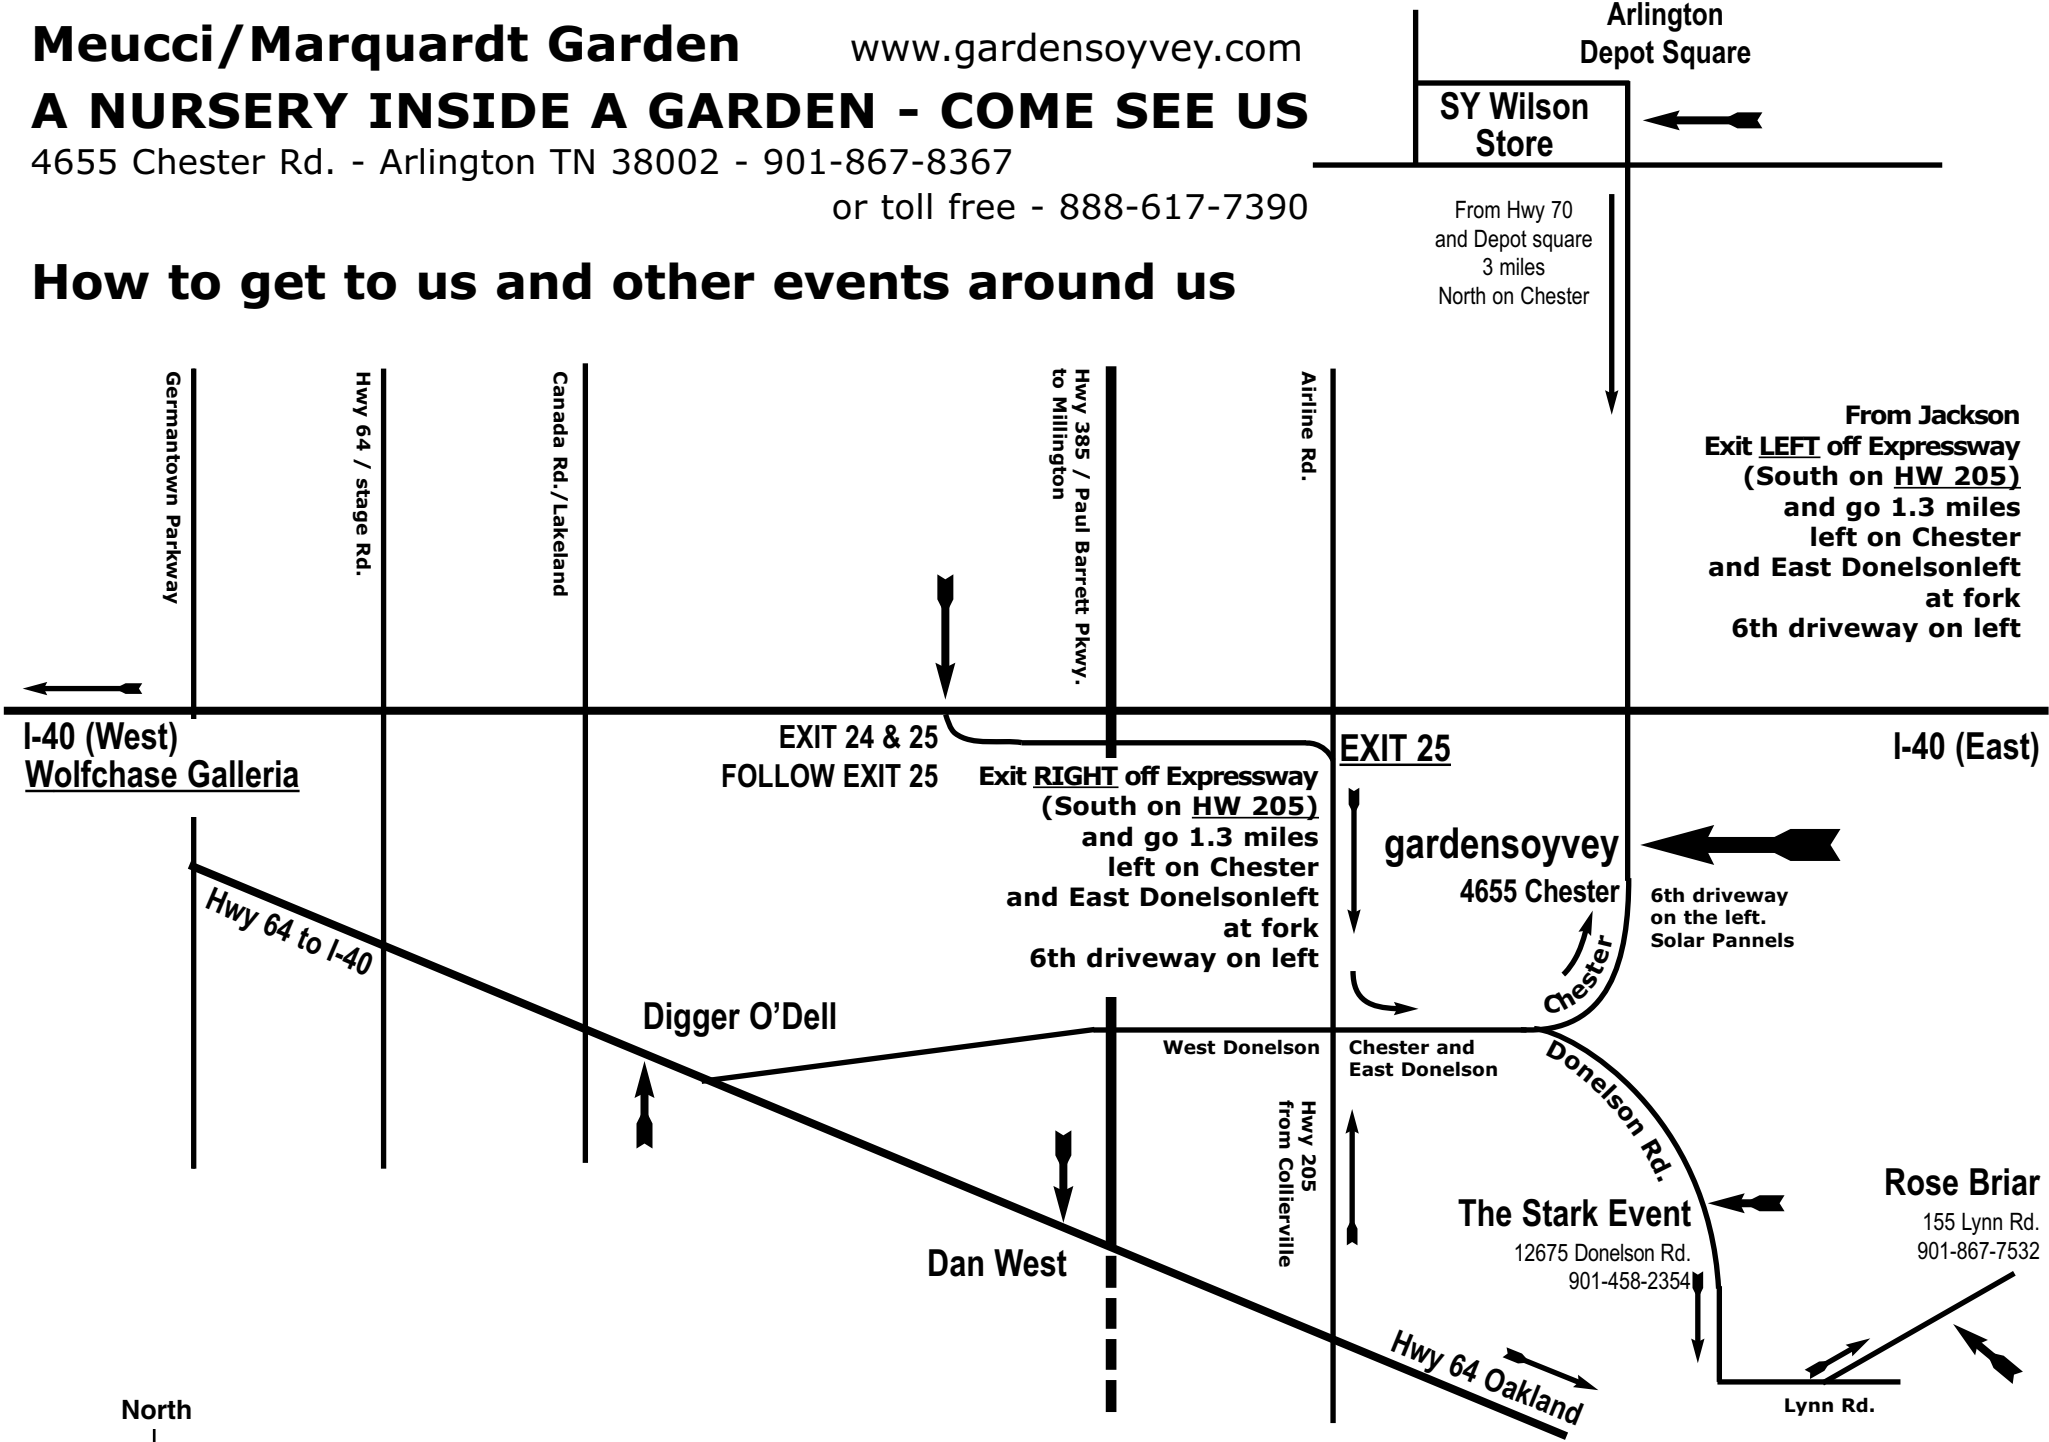 Meucci/Marquardt Garden
www.gardensoyvey.com
A NURSERY INSIDE A GARDEN - COME SEE US
4655 Chester Rd. - Arlington TN 38002 - 901-867-8367
or toll free - 888-617-7390
How to get to us and other events around us
Arlington
Depot Square
SY Wilson
Store
From Hwy 70
and Depot square
3 miles
North on Chester
Germantown Parkway
Hwy 64 / stage Rd.
Canada Rd./Lakeland
Hwy 385 / Paul Barrett Pkwy.
to Millington
Airline Rd.
From Jackson
Exit LEFT off Expressway
(South on HW 205)
and go 1.3 miles
left on Chester
and East Donelsonleft
at fork
6th driveway on left
I-40 (West)
Wolfchase Galleria
EXIT 24 & 25
FOLLOW EXIT 25
EXIT 25
I-40 (East)
Exit RIGHT off Expressway
(South on HW 205)
and go 1.3 miles
left on Chester
and East Donelsonleft
at fork
6th driveway on left
gardensoyvey
4655 Chester
6th driveway
on the left.
Solar Pannels
Chester
Hwy 64 to I-40
Digger O’Dell
West Donelson
Chester and
East Donelson
Donelson Rd.
Hwy 205
from Collierville
Dan West
The Stark Event
12675 Donelson Rd.
901-458-2354
Rose Briar
155 Lynn Rd.
901-867-7532
Hwy 64 Oakland
Lynn Rd.
North